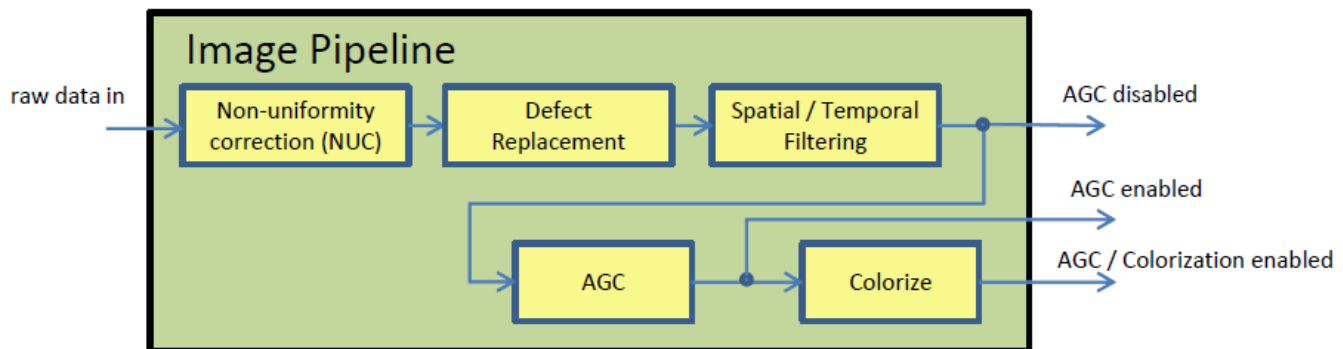 Image Pipeline
raw data in
Non-uniformity
correction (NUC)
Defect
Replacement
Spatial / Temporal
Filtering
AGC disabled
AGC enabled
AGC
Colorize
AGC / Colorization enabled